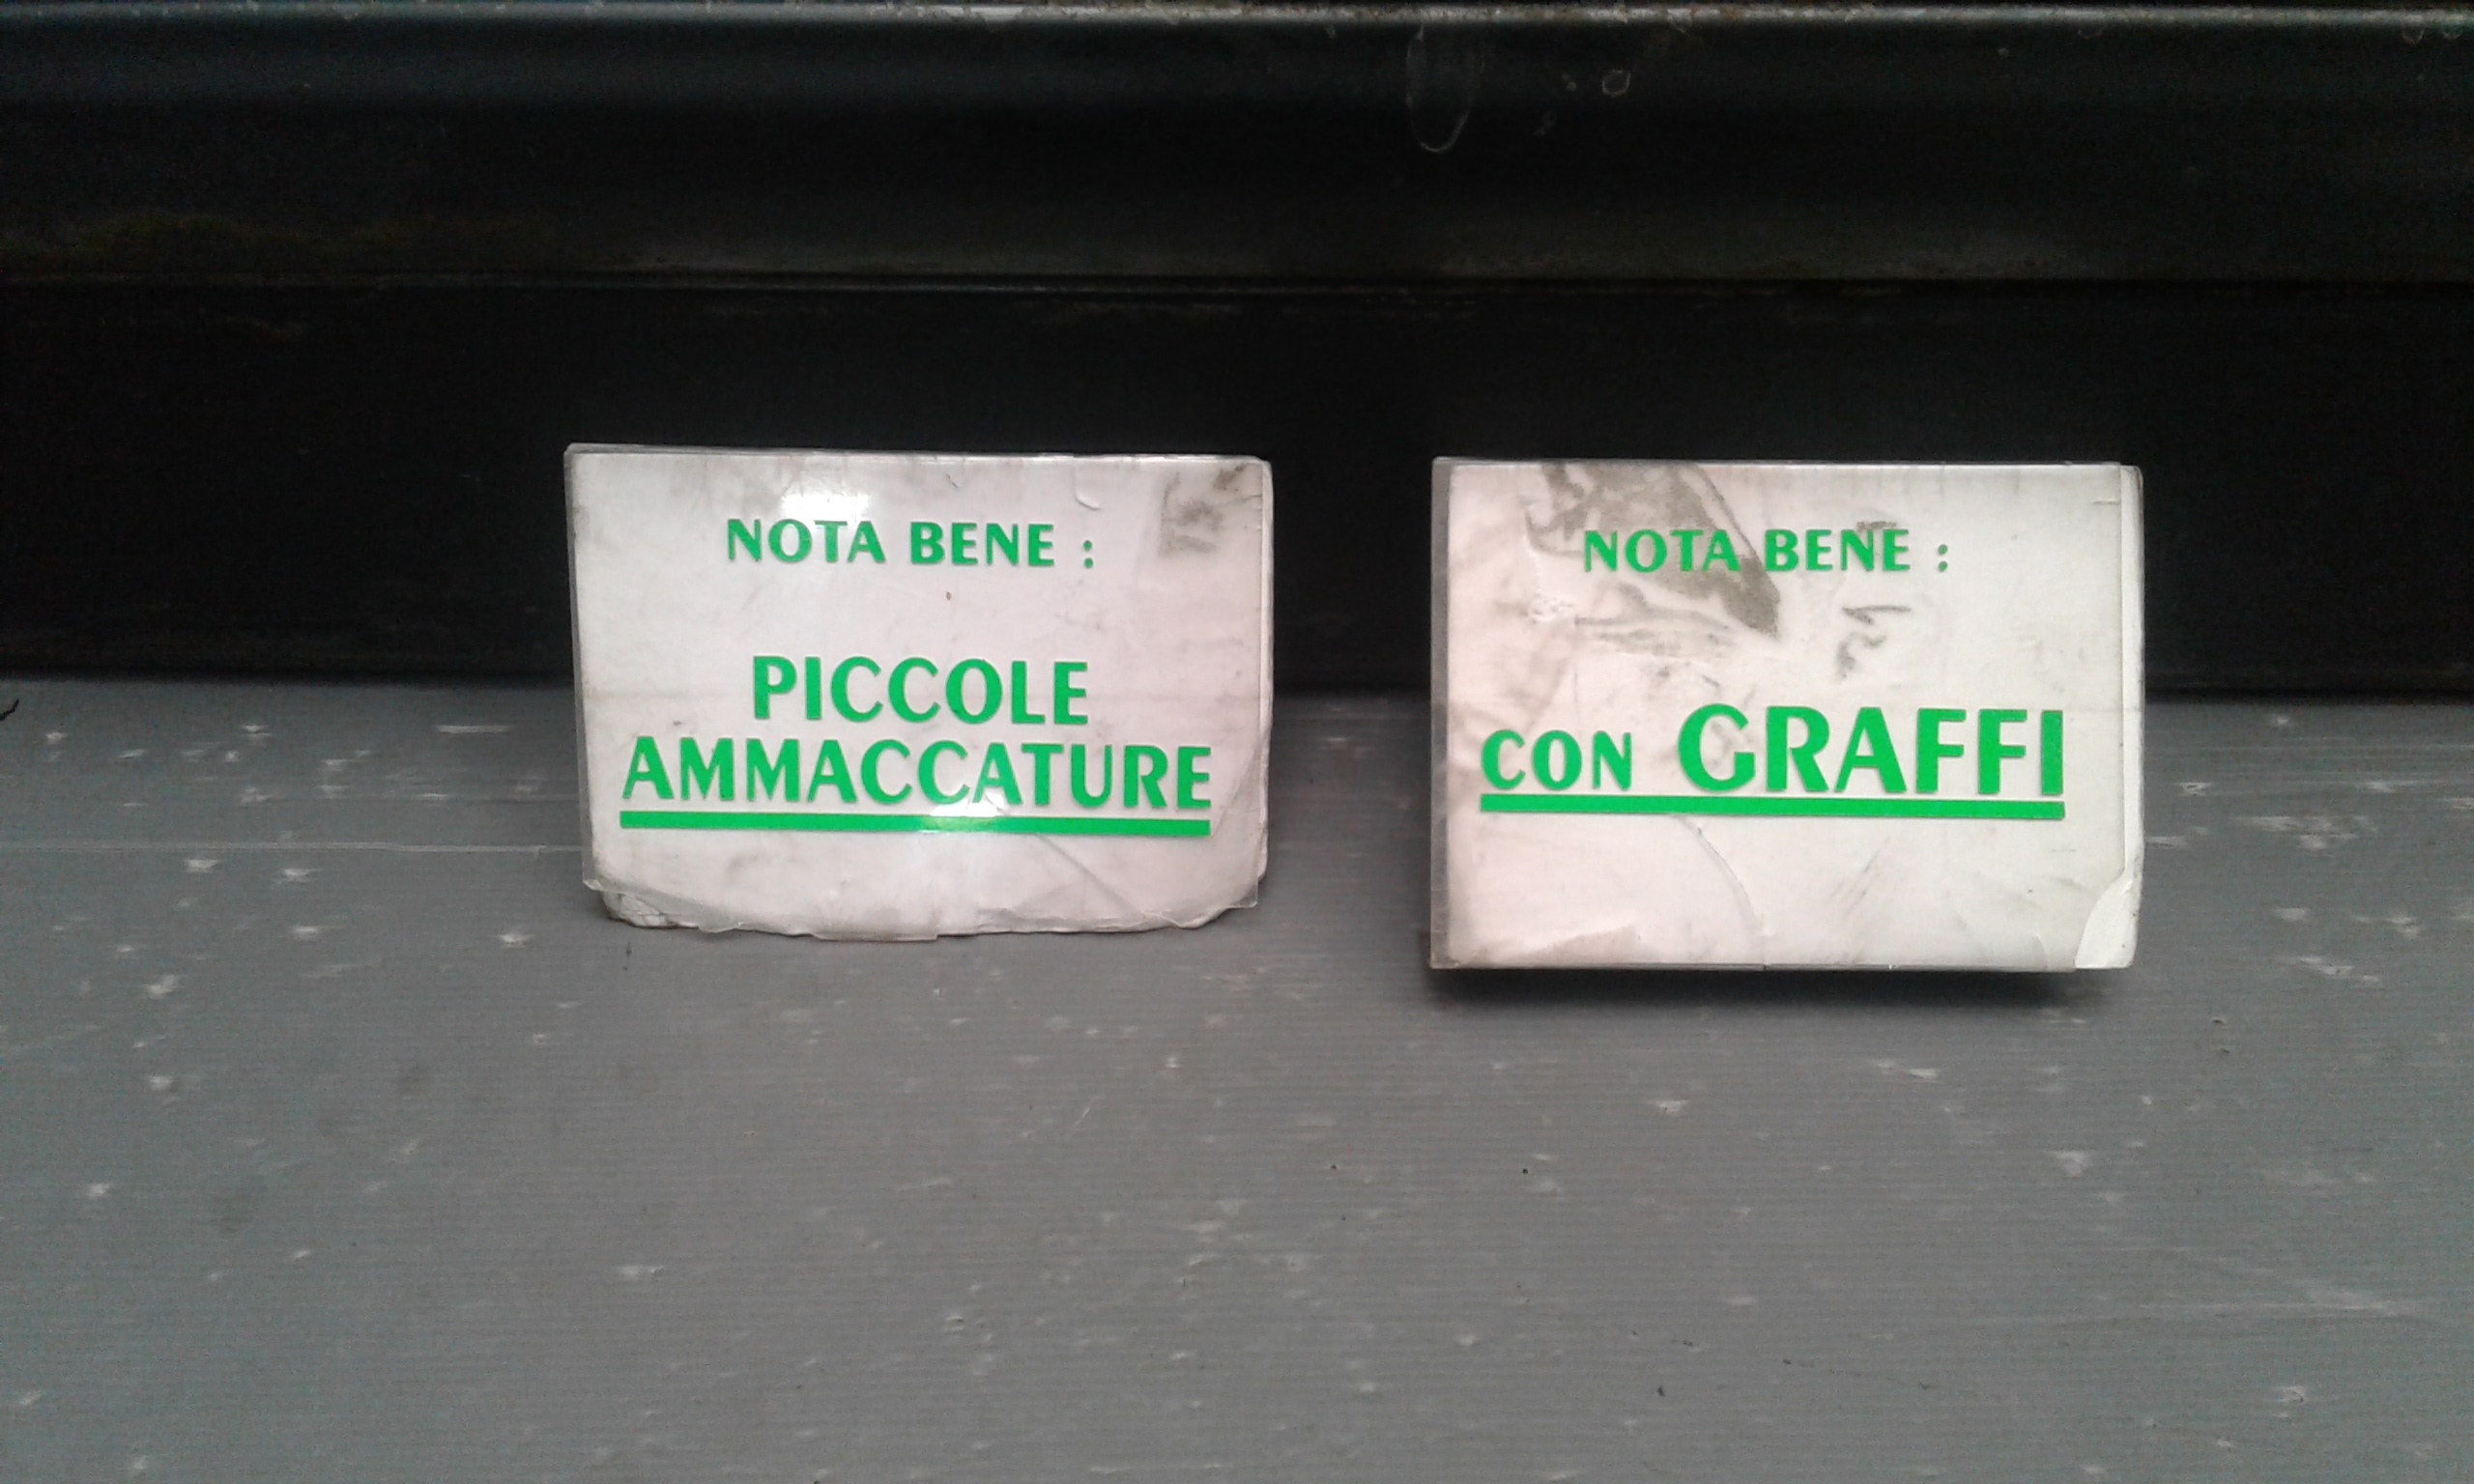 NOTA BENE :
PICCOLE
AMMACCATURE
NOTA BENE :
CON GRAFFI